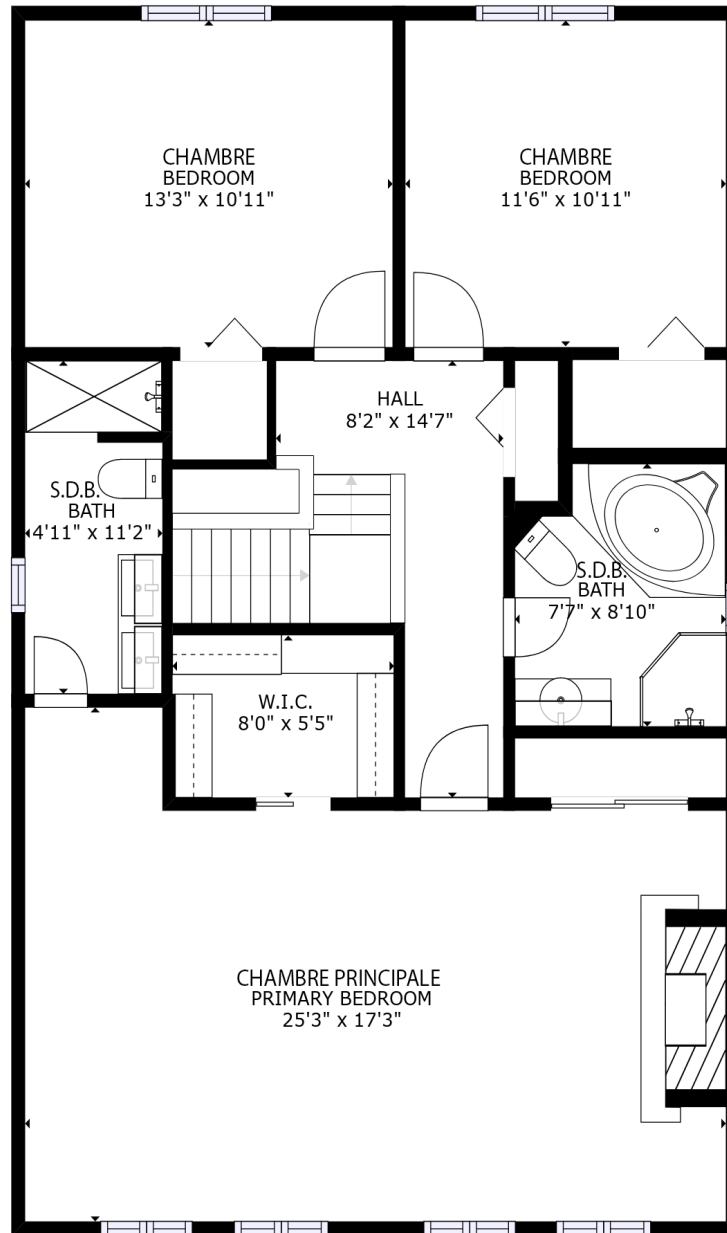 CHAMBRE
BEDROOM
13'3" x 10'11"
CHAMBRE
BEDROOM
11'6" x 10'11"
HALL
8'2" x 14'7"
S.D.B.
BATH
4'11" x 11'2"
S.D.B.
BATH
7'7" x 8'10"
W.I.C.
8'0" x 5'5"
CHAMBRE PRINCIPALE
PRIMARY BEDROOM
25'3" x 17'3"